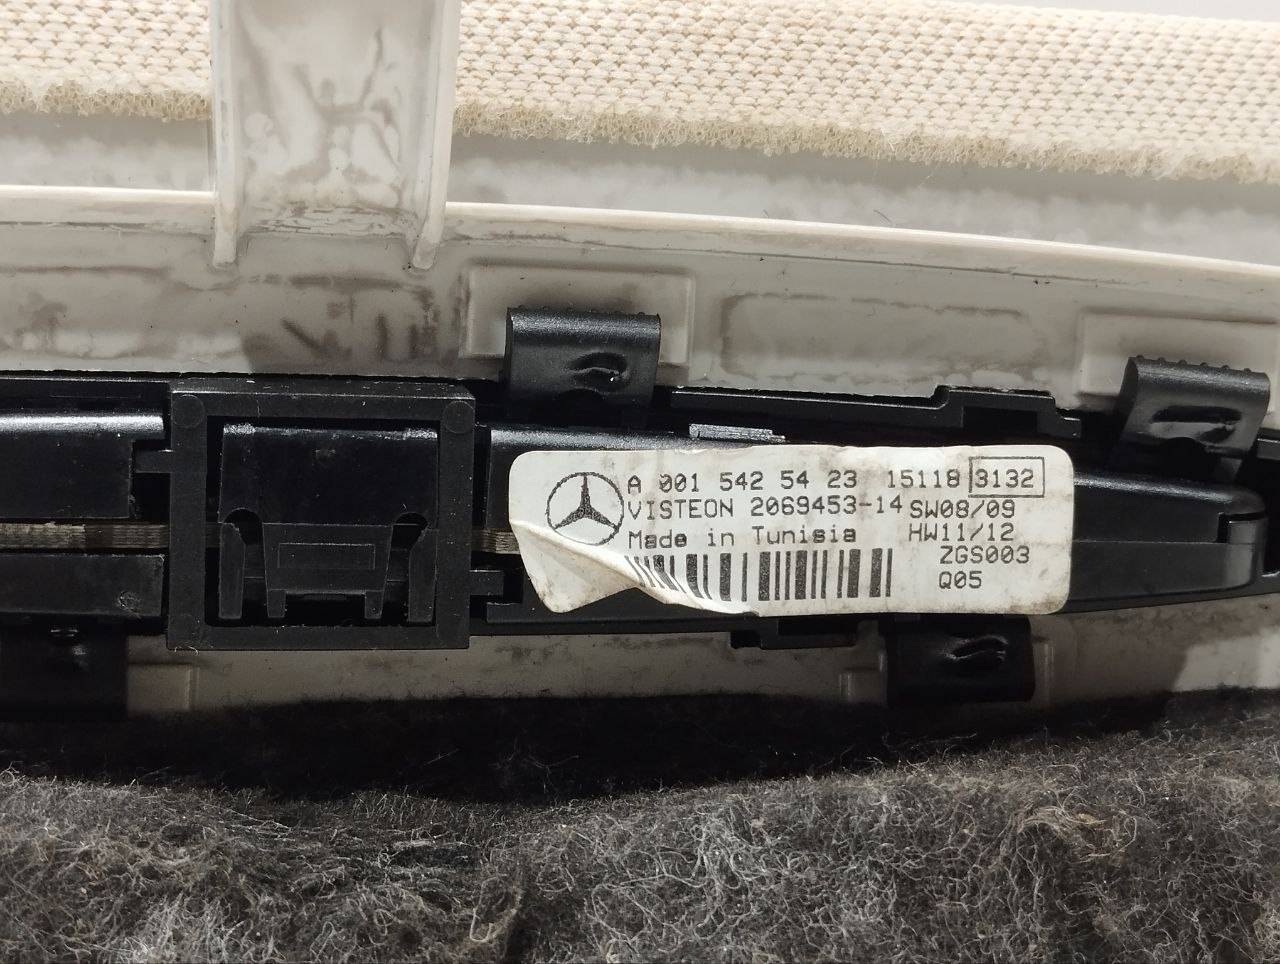 A 001 542 54 23 15118 3132
VISTEON 2069453-14 SW08/09
Made in Tunisia HW11/12
ZGS003
Q05